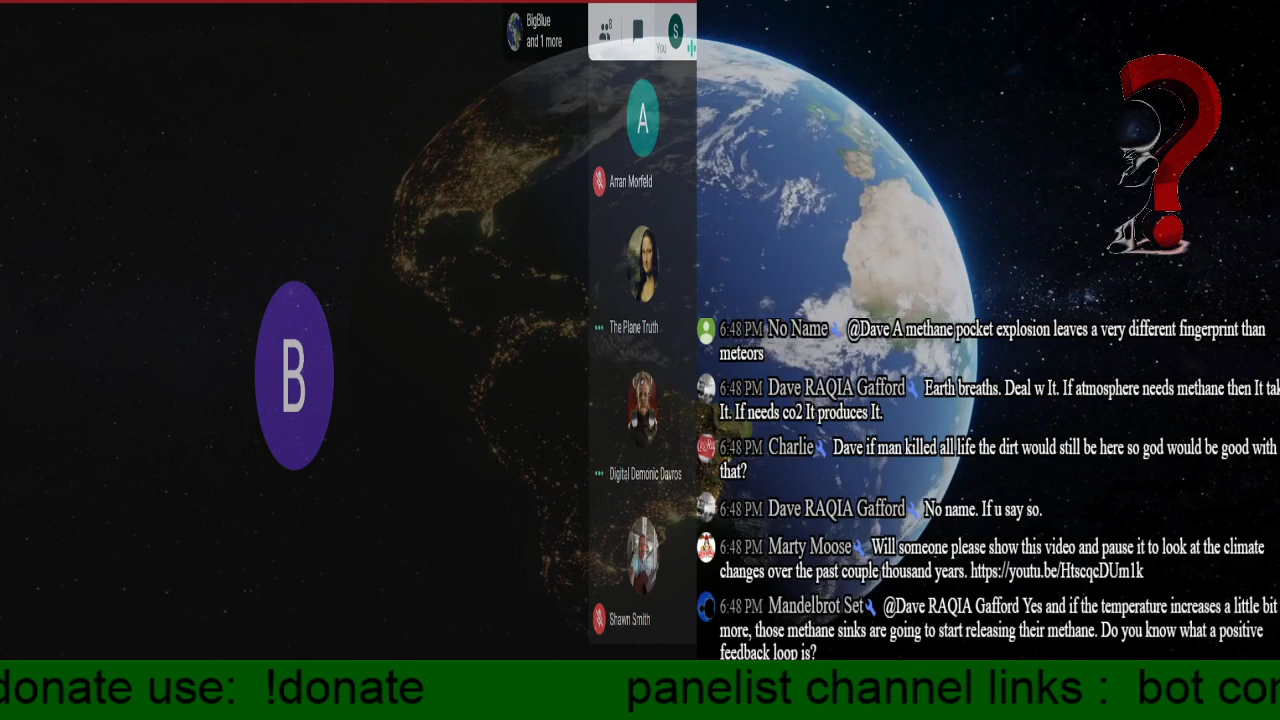 BigBlue
and 1 more
8
S
You
A
Arran Morfeld
The Plane Truth
Digital Demonic Davros
Shawn Smith
B
?
6:48 PM No Name @Dave A methane pocket explosion leaves a very different fingerprint than
meteors
6:48 PM Dave RAQIA Gafford Earth breaths. Deal w It. If atmosphere needs methane then It tak
It. If needs co2 It produces It.
6:48 PM Charlie Dave if man killed all life the dirt would still be here so god would be good with
that?
6:48 PM Dave RAQIA Gafford No name. If u say so.
6:48 PM Marty Moose Will someone please show this video and pause it to look at the climate
changes over the past couple thousand years. https://youtu.be/HtscqcDUm1k
6:48 PM Mandelbrot Set @Dave RAQIA Gafford Yes and if the temperature increases a little bit
more, those methane sinks are going to start releasing their methane. Do you know what a positive
feedback loop is?
donate use: !donate panelist channel links : bot con